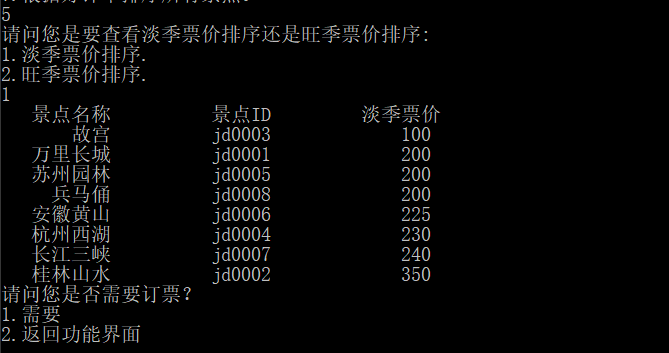 5
请问您是要查看淡季票价排序还是旺季票价排序:
1.淡季票价排序.
2.旺季票价排序.
1
景点名称 景点ID 淡季票价
故宫 jd0003 100
万里长城 jd0001 200
苏州园林 jd0005 200
兵马俑 jd0008 200
安徽黄山 jd0006 225
杭州西湖 jd0004 230
长江三峡 jd0007 240
桂林山水 jd0002 350
请问您是否需要订票?
1.需要
2.返回功能界面